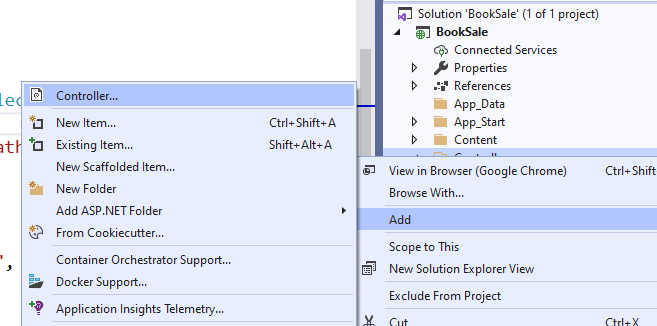 Solution 'BookSale' (1 of 1 project)
BookSale
Connected Services
Properties
References
App_Data
App_Start
Content
Controller...
New Item... Ctrl+Shift+A
Existing Item... Shift+Alt+A
New Scaffolded Item...
New Folder
Add ASP.NET Folder
From Cookiecutter...
Container Orchestrator Support...
Docker Support...
Application Insights Telemetry...
View in Browser (Google Chrome) Ctrl+Shift
Browse With...
Add
Scope to This
New Solution Explorer View
Exclude From Project
Cut Ctrl+X
lec
ath
",